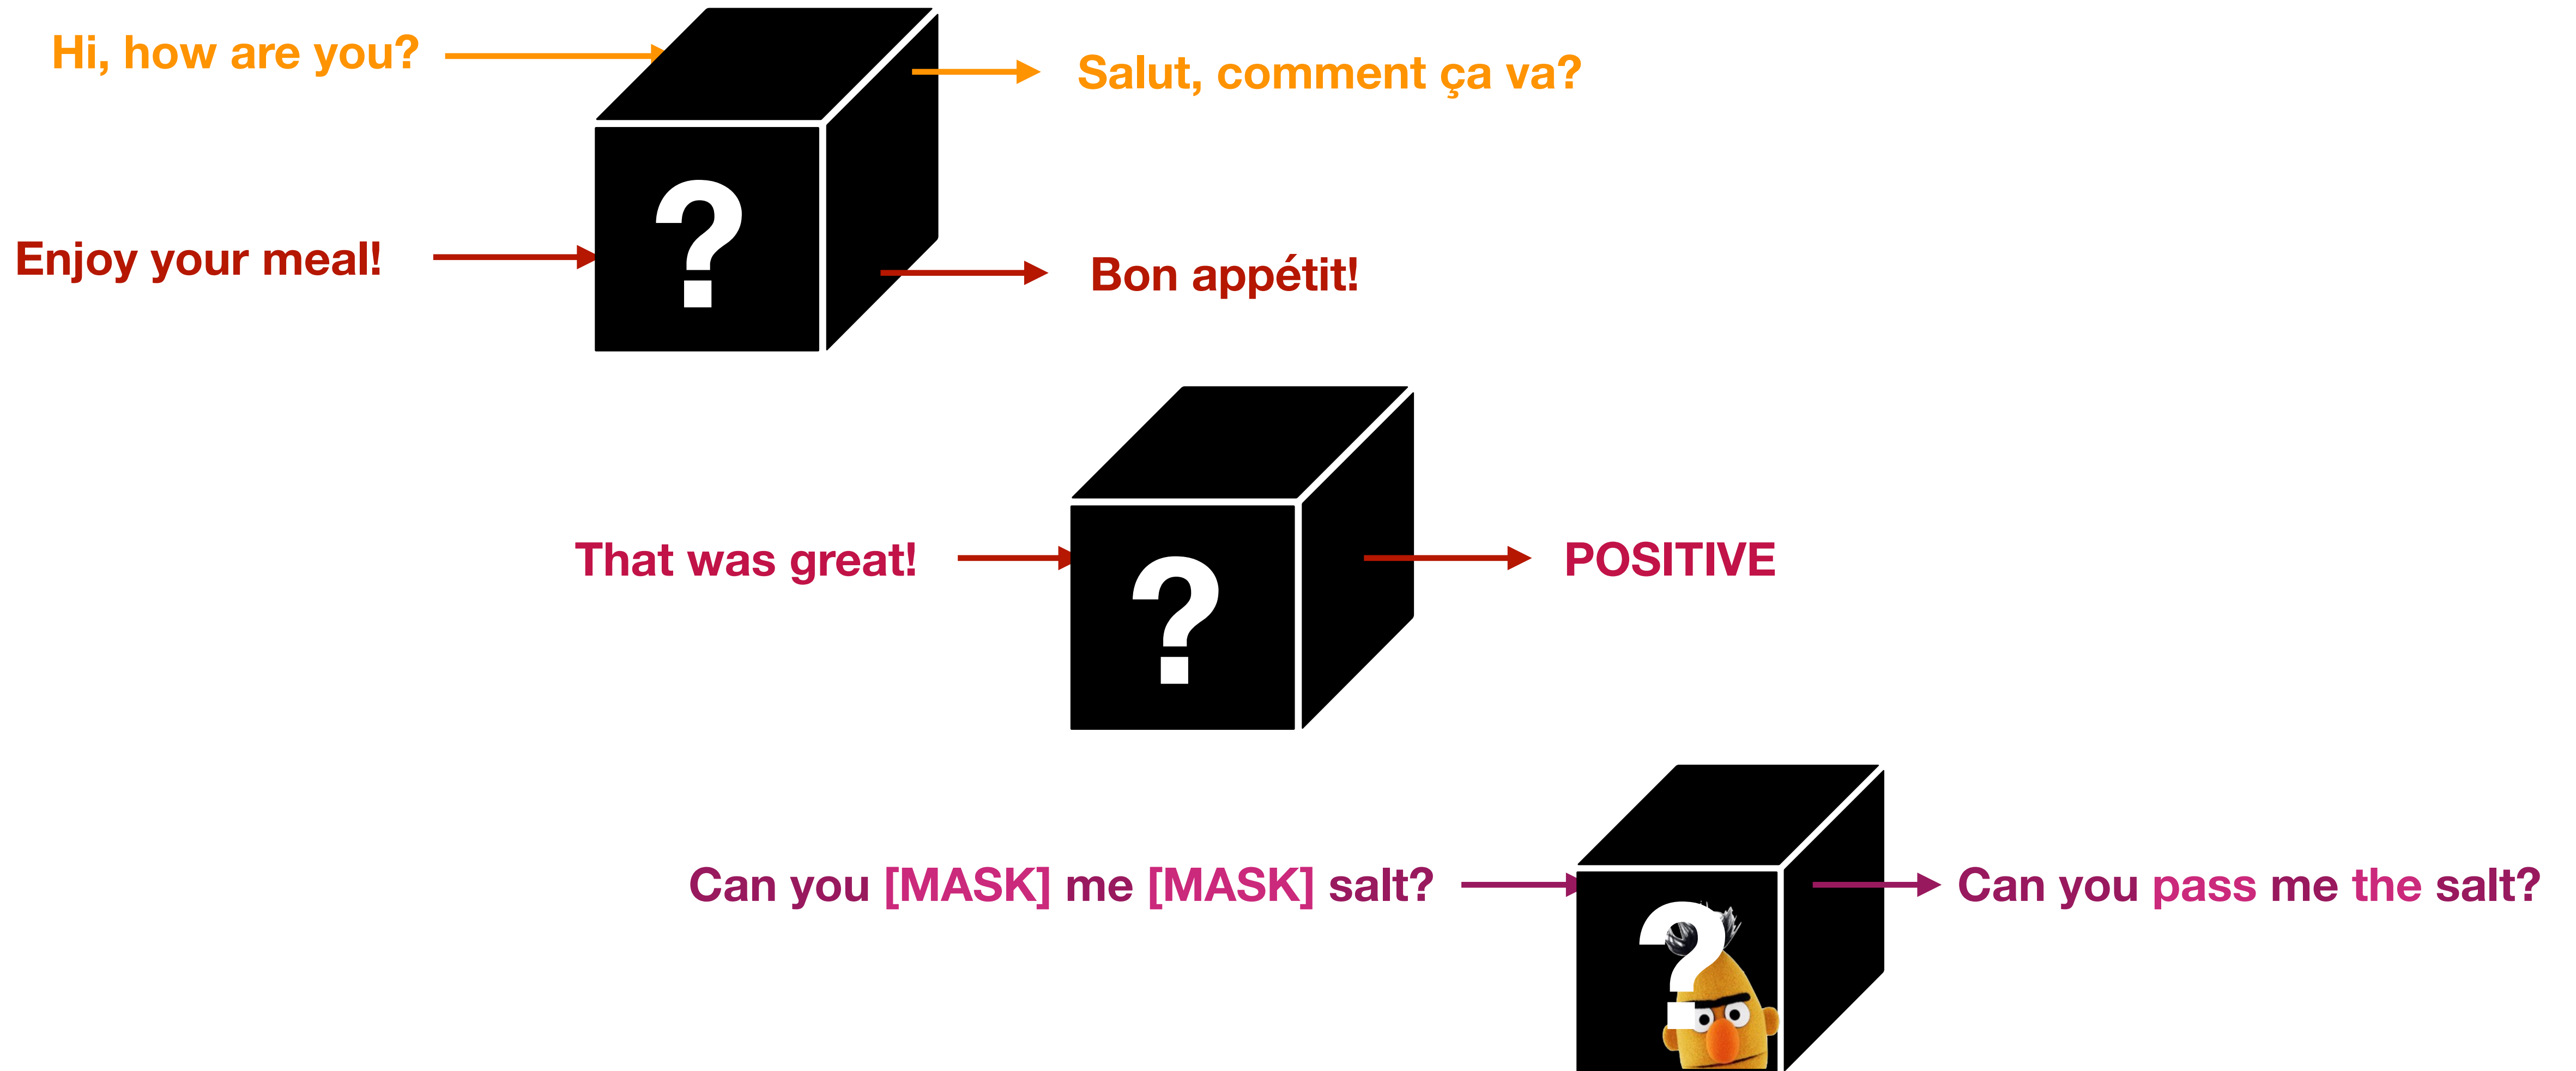 Hi, how are you?
Salut, comment ça va?
?
Enjoy your meal!
Bon appétit!
That was great!
?
POSITIVE
Can you [MASK] me [MASK] salt?
?
Can you pass me the salt?